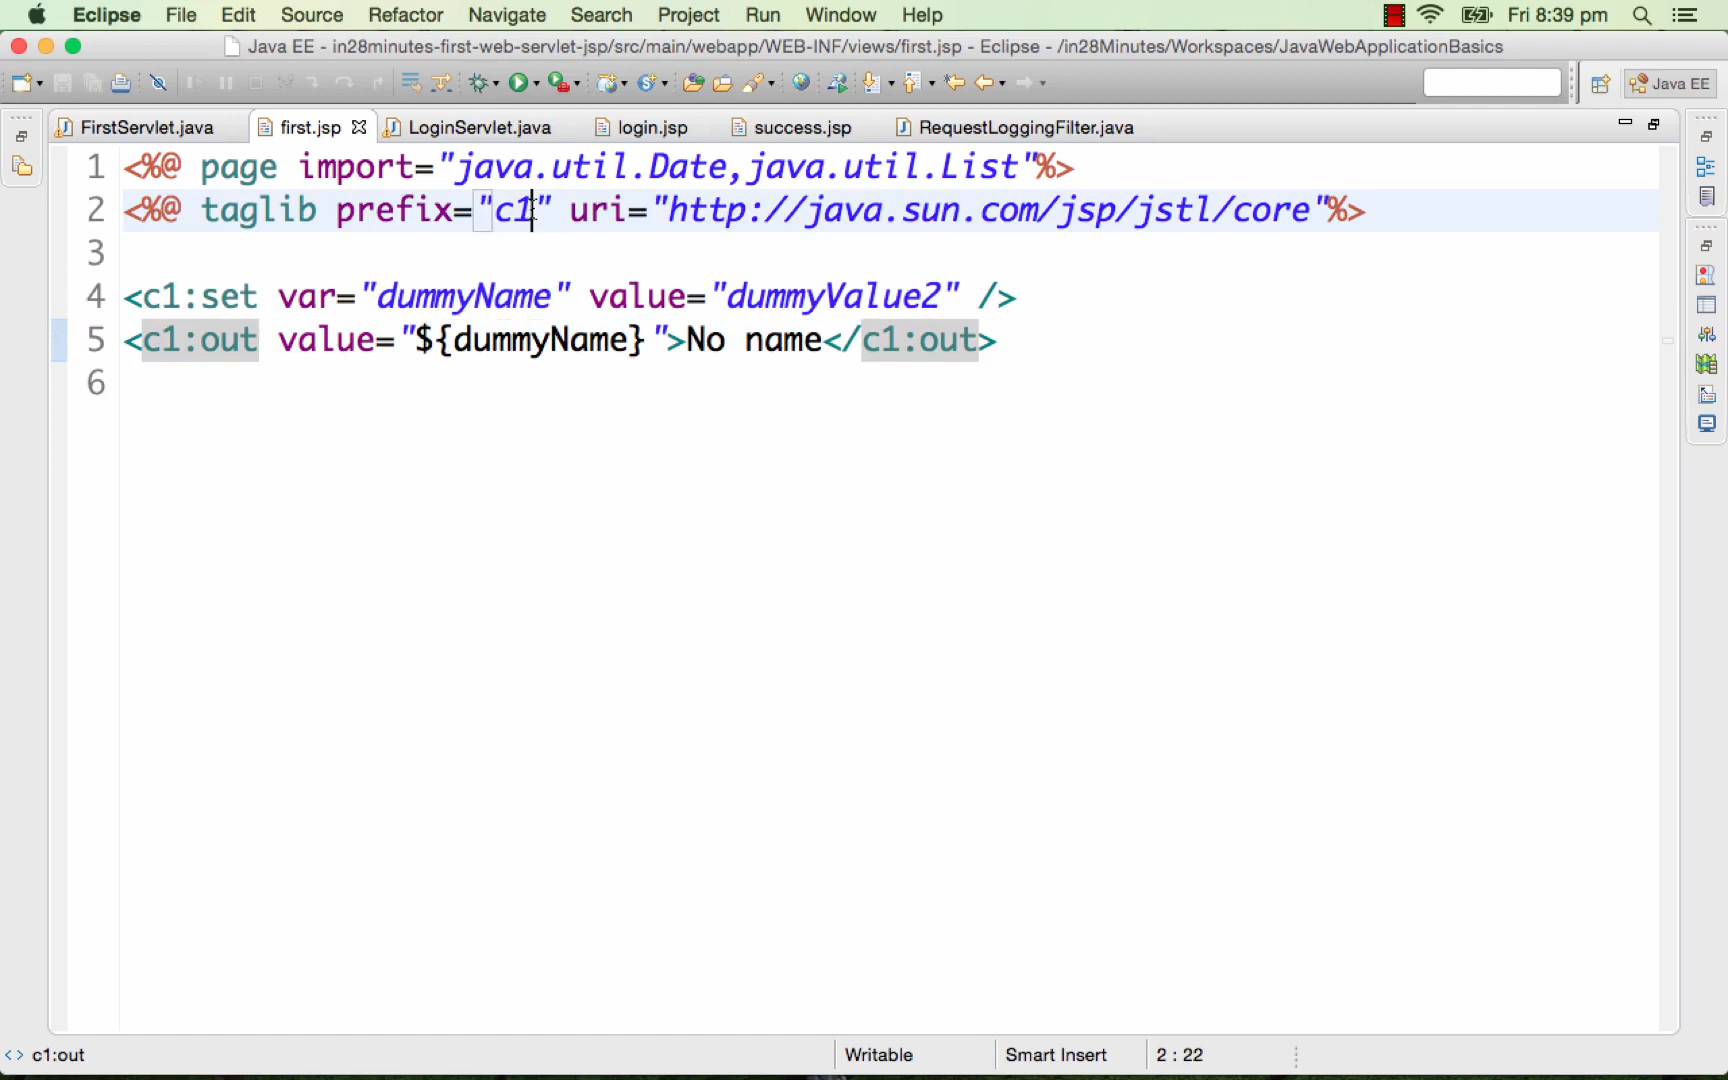 Eclipse File Edit Source Refactor Navigate Search Project Run Window Help Fri 8:39 pm
Java EE - in28minutes-first-web-servlet-jsp/src/main/webapp/WEB-INF/views/first.jsp - Eclipse - /in28Minutes/Workspaces/JavaWebApplicationBasics
Java EE
FirstServlet.java first.jsp LoginServlet.java login.jsp success.jsp RequestLoggingFilter.java
1 <%@ page import="java.util.Date,java.util.List"%>
2 <%@ taglib prefix="c1" uri="http://java.sun.com/jsp/jstl/core"%>
3
4 <c1:set var="dummyName" value="dummyValue2" />
5 <c1:out value="${dummyName}">No name</c1:out>
6
c1:out Writable Smart Insert 2 : 22